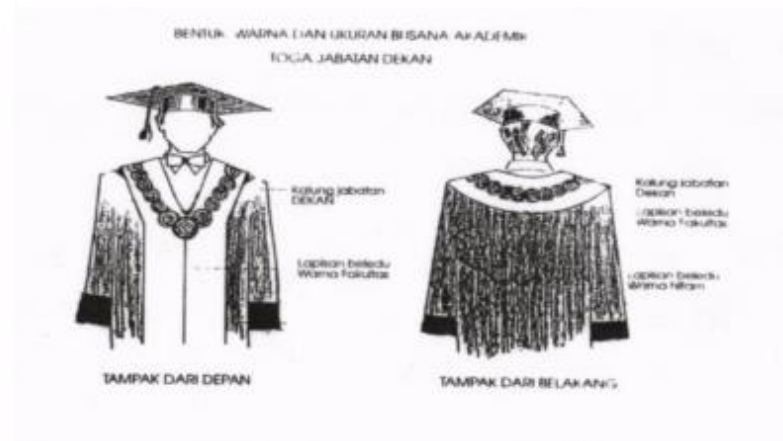 BENTUK WARNA DAN UKURAN BUSANA AKADEMIK
TOGA JABATAN DEKAN
Kalung jabatan
DEKAN
Lapisan beledu
Warna Fakultas
TAMPAK DARI DEPAN
Kalung jabatan
Dekan
Lapisan beledu
Warna Fakultas
Lapisan beledu
Warna hitam
TAMPAK DARI BELAKANG